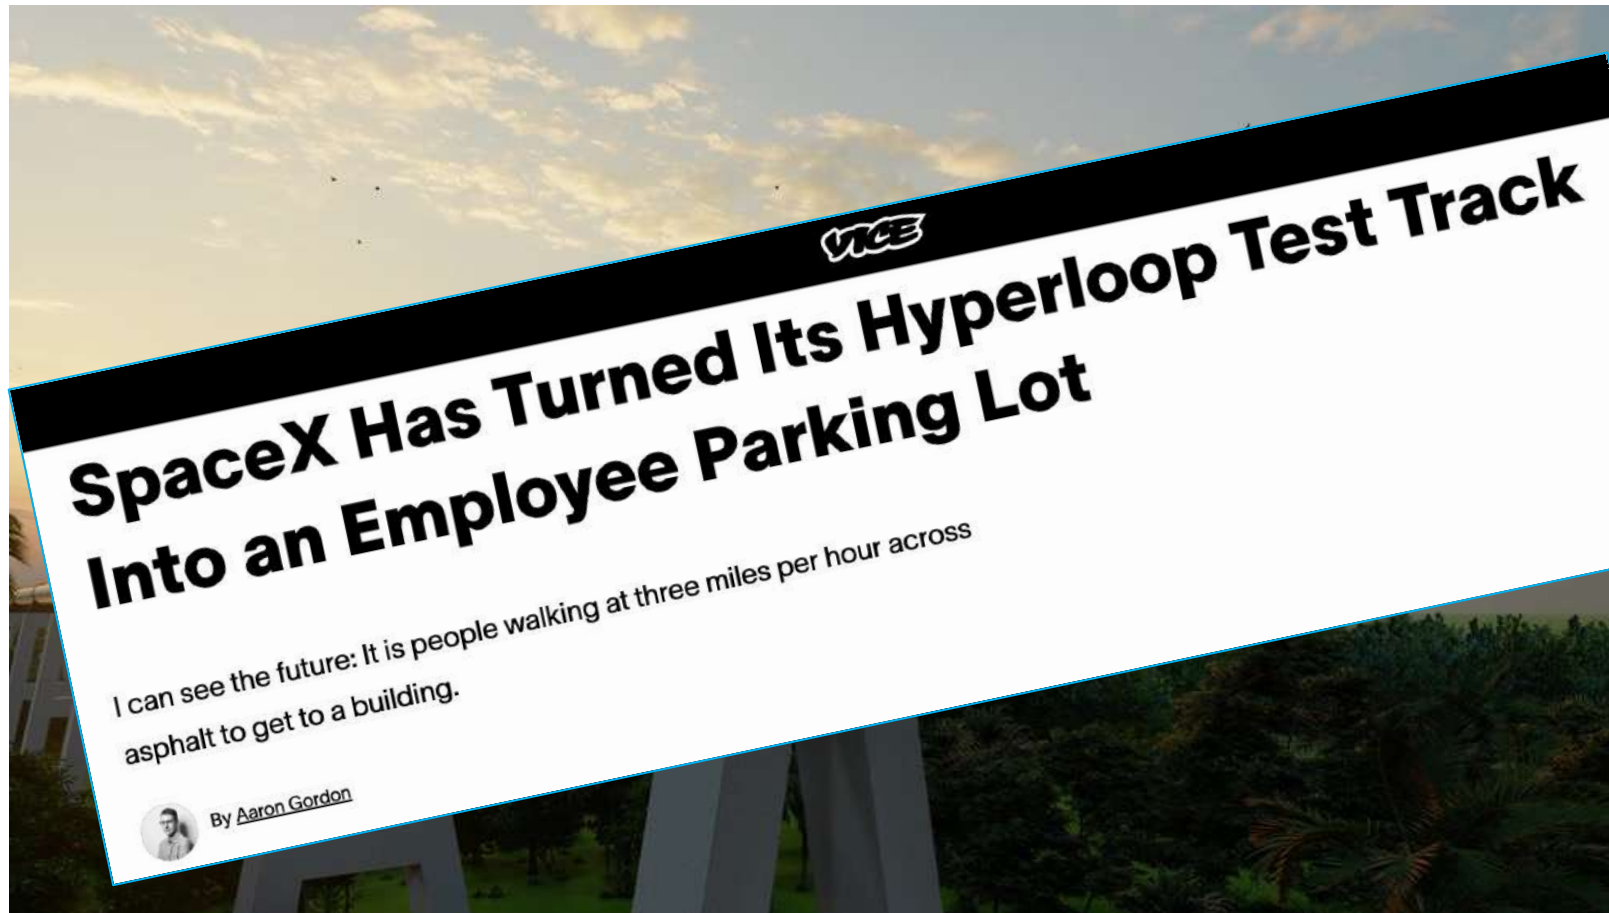 VICE
SpaceX Has Turned Its Hyperloop Test Track
Into an Employee Parking Lot
I can see the future: It is people walking at three miles per hour across
asphalt to get to a building.
By Aaron Gordon